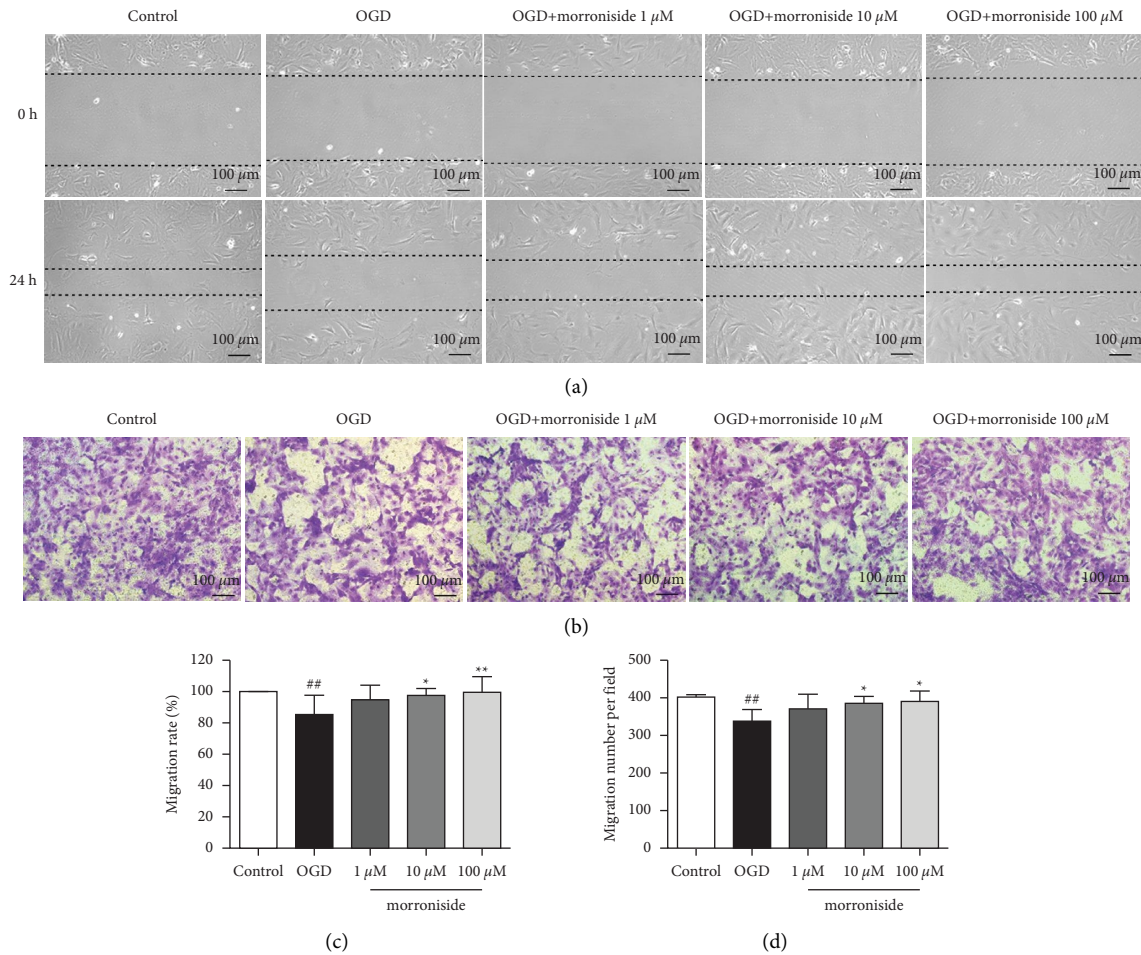 Control OGD OGD+morroniside 1 μM OGD+morroniside 10 μM OGD+morroniside 100 μM
0 h
100 μm 100 μm 100 μm 100 μm 100 μm
24 h
100 μm 100 μm 100 μm 100 μm 100 μm
(a)
Control OGD OGD+morroniside 1 μM OGD+morroniside 10 μM OGD+morroniside 100 μM
100 μm 100 μm 100 μm 100 μm 100 μm
(b)
Migration rate (%)
120
100
80
60
40
20
0
## * **
Control OGD 1 μM 10 μM 100 μM
morroniside
(c)
Migration number per field
500
400
300
200
100
0
## * *
Control OGD 1 μM 10 μM 100 μM
morroniside
(d)